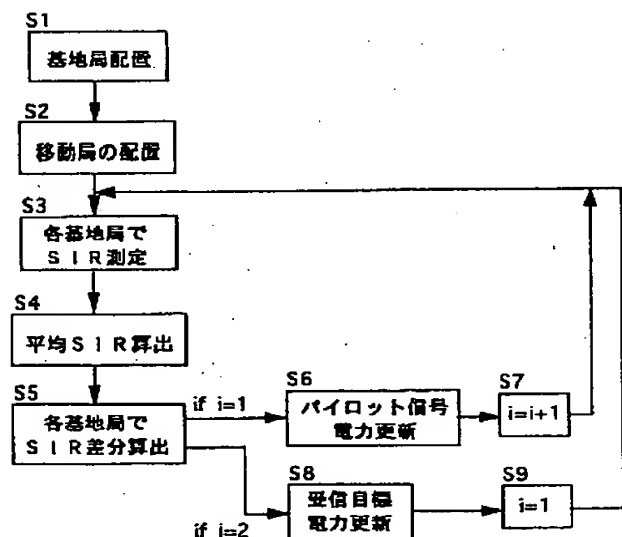 S1
基地局配置
S2
移動局の配置
S3
各基地局で
SIR測定
S4
平均SIR算出
S5
各基地局で
SIR差分算出
if i=1
S6
パイロット信号
電力更新
S7
i=i+1
if i=2
S8
受信目標
電力更新
S9
i=1